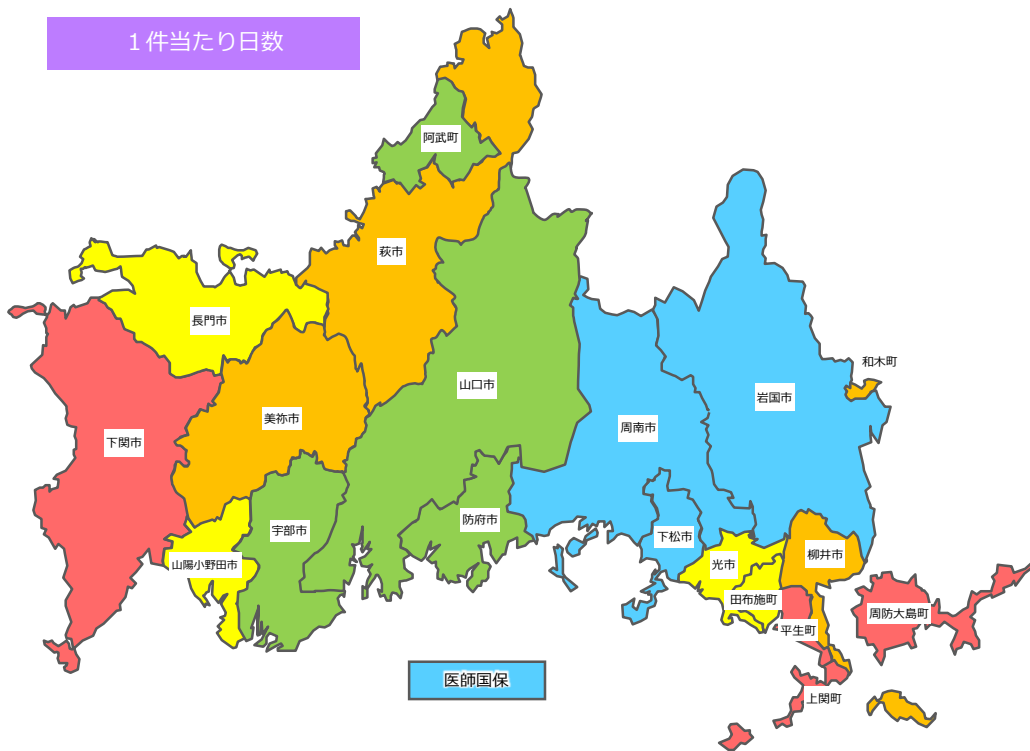 １件当たり日数
阿武町
萩市
長門市
和木町
山口市
岩国市
美祢市
周南市
下関市
防府市
宇部市
下松市
柳井市
光市
山陽小野田市
田布施町
周防大島町
平生町
医師国保
上関町